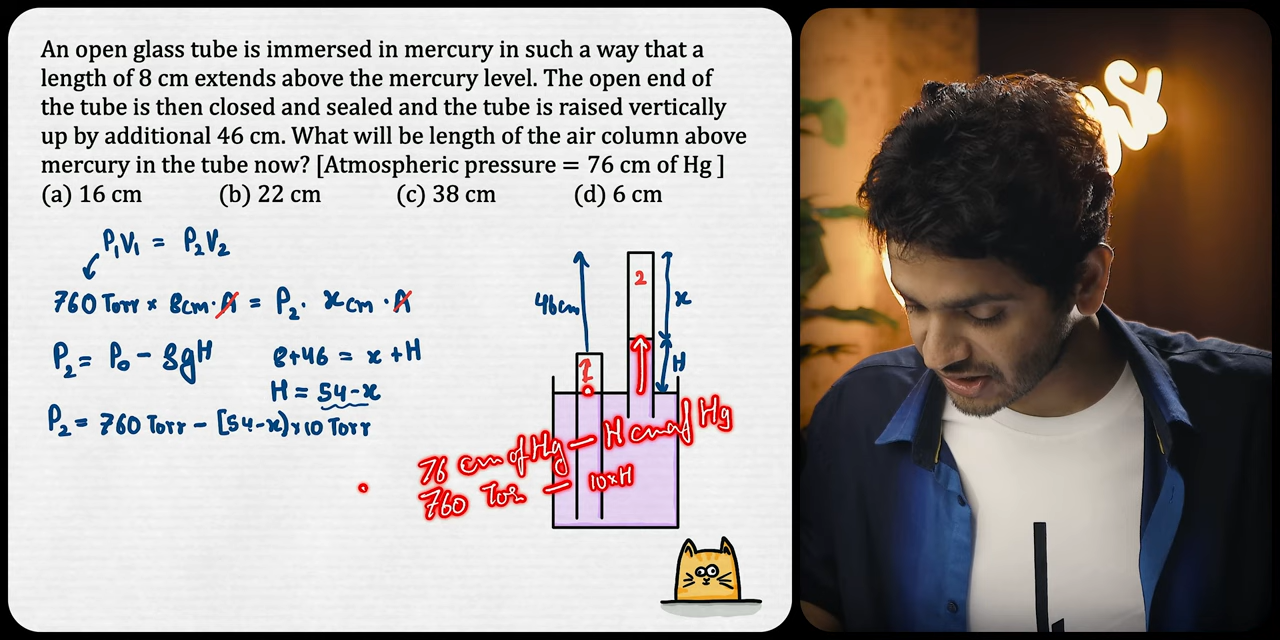 An open glass tube is immersed in mercury in such a way that a
length of 8 cm extends above the mercury level. The open end of
the tube is then closed and sealed and the tube is raised vertically
up by additional 46 cm. What will be length of the air column above
mercury in the tube now? [Atmospheric pressure = 76 cm of Hg ]
(a) 16 cm (b) 22 cm (c) 38 cm (d) 6 cm
P₁V₁ = P₂V₂
760 Torr × 8cm · A = P₂ · x cm · A
P₂ = P₀ − ρgH
8+46 = x + H
H = 54-x
P₂ = 760 Torr − [54-x)×10 Torr
46cm
1
2
x
H
76 cm of Hg − H cm of Hg
760 Tor − 10×H